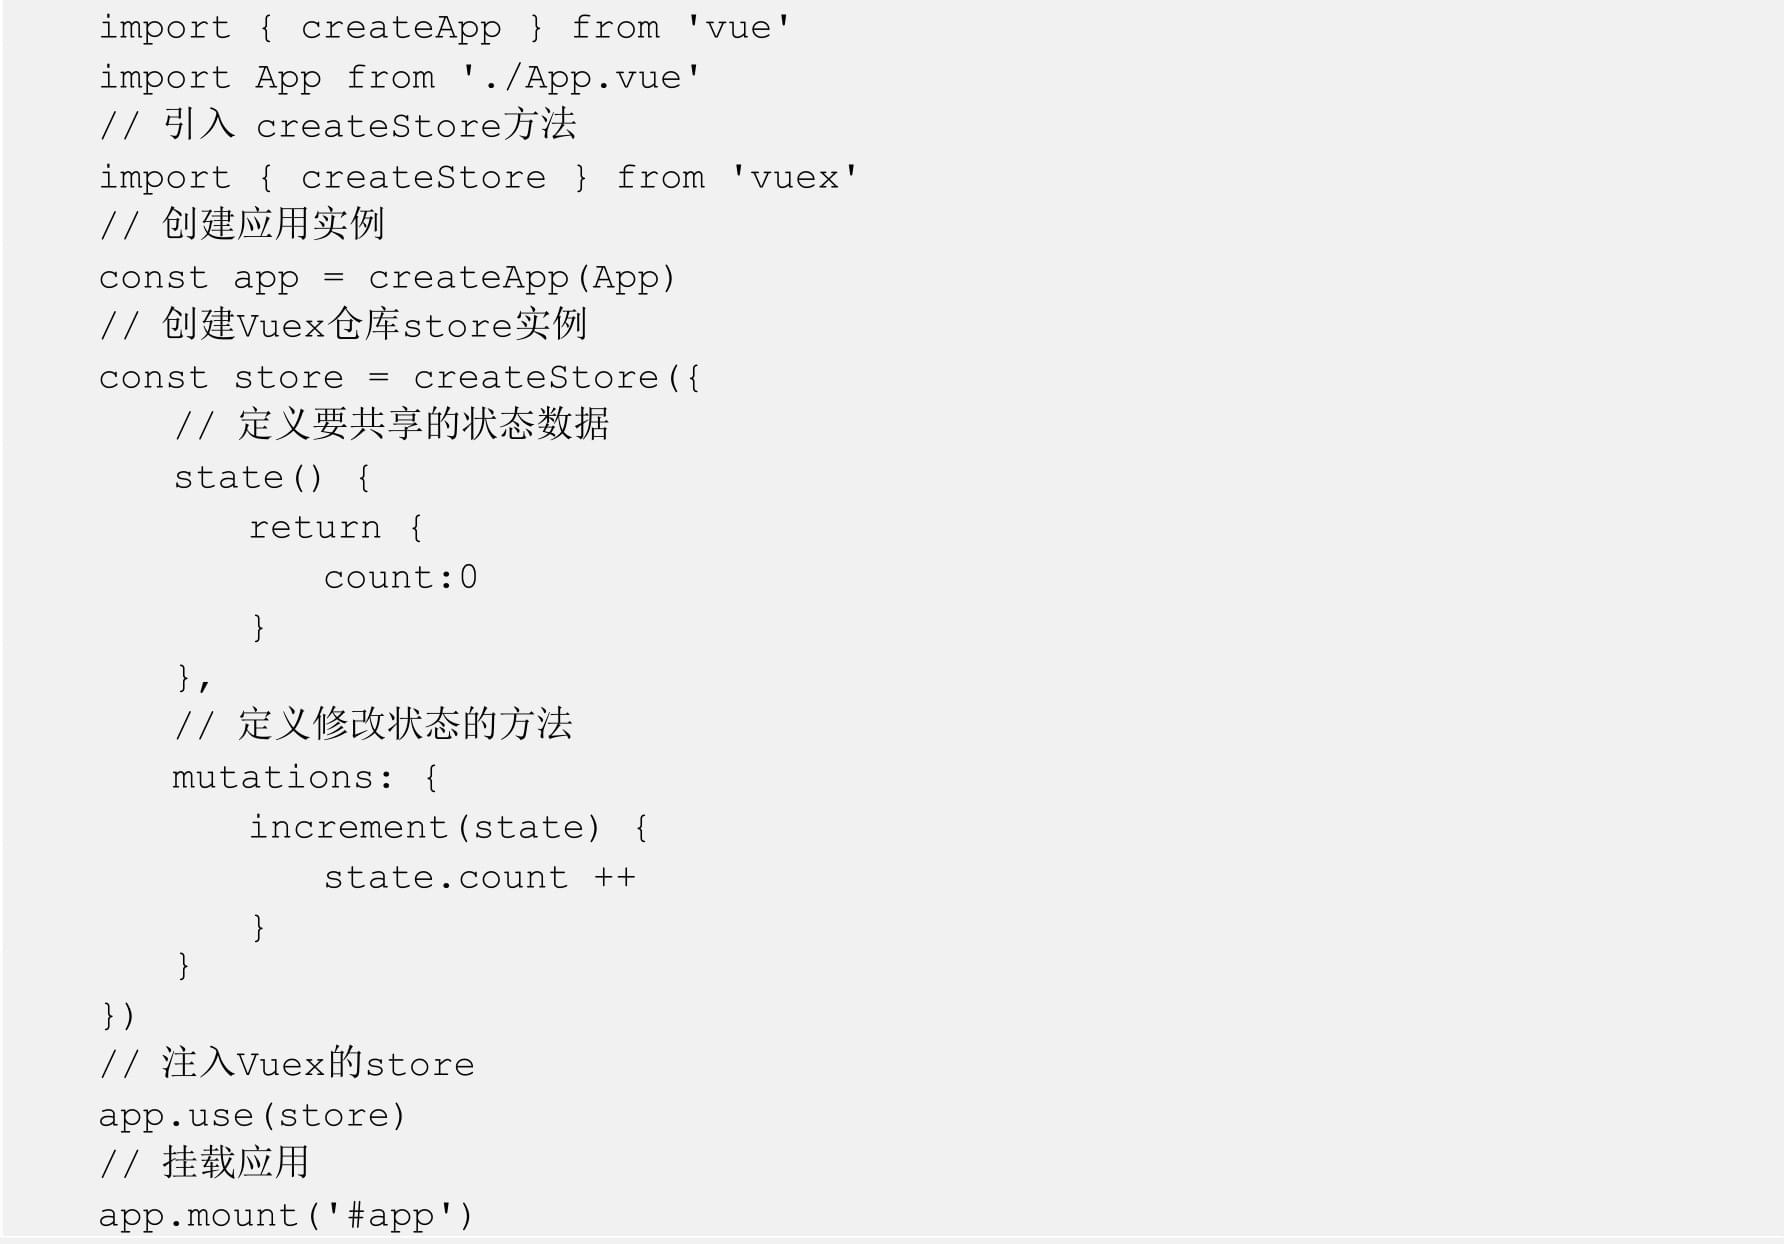 import { createApp } from 'vue'
import App from './App.vue'
// 引入 createStore方法
import { createStore } from 'vuex'
// 创建应用实例
const app = createApp(App)
// 创建Vuex仓库store实例
const store = createStore({
    // 定义要共享的状态数据
    state() {
        return {
            count:0
        }
    },
    // 定义修改状态的方法
    mutations: {
        increment(state) {
            state.count ++
        }
    }
})
// 注入Vuex的store
app.use(store)
// 挂载应用
app.mount('#app')